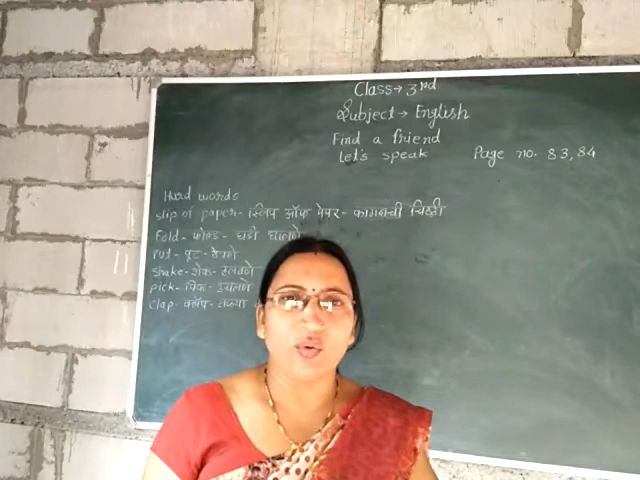 Class→ 3rd
Subject→ English
Find a friend
Let's speak Page no. 83,84
Hard words
slip of paper- स्लिप ऑफ पेपर- कागदाची चिठ्ठी
Fold- फोल्ड- घडी घालणे
Put- पूट- ठेवणे
Shake- शेक- हलवणे
pick- पिक- उचलणे
Clap- क्लॅप- टाळ्या